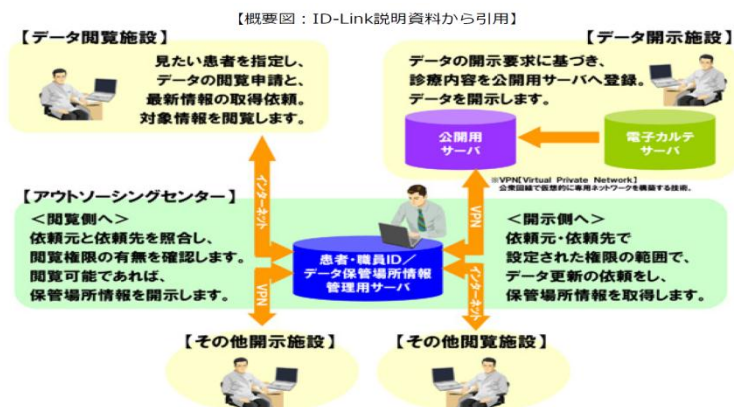 【概要図：ID-Link説明資料から引用】
【データ閲覧施設】
見たい患者を指定し、
データの閲覧申請と、
最新情報の取得依頼。
対象情報を閲覧します。
【データ開示施設】
データの開示要求に基づき、
診療内容を公開用サーバへ登録。
データを開示します。
公開用
サーバ
電子カルテ
サーバ
※VPN【Virtual Private Network】
公衆回線で仮想的に専用ネットワークを構築する技術。
インターネット
VPN
【アウトソーシングセンター】
＜閲覧側へ＞
依頼元と依頼先を照合し、
閲覧権限の有無を確認します。
閲覧可能であれば、
保管場所情報を開示します。
患者・職員ID／
データ保管場所情報
管理用サーバ
＜開示側へ＞
依頼元・依頼先で
設定された権限の範囲で、
データ更新の依頼をし、
保管場所情報を取得します。
VPN
インターネット
【その他開示施設】
【その他閲覧施設】